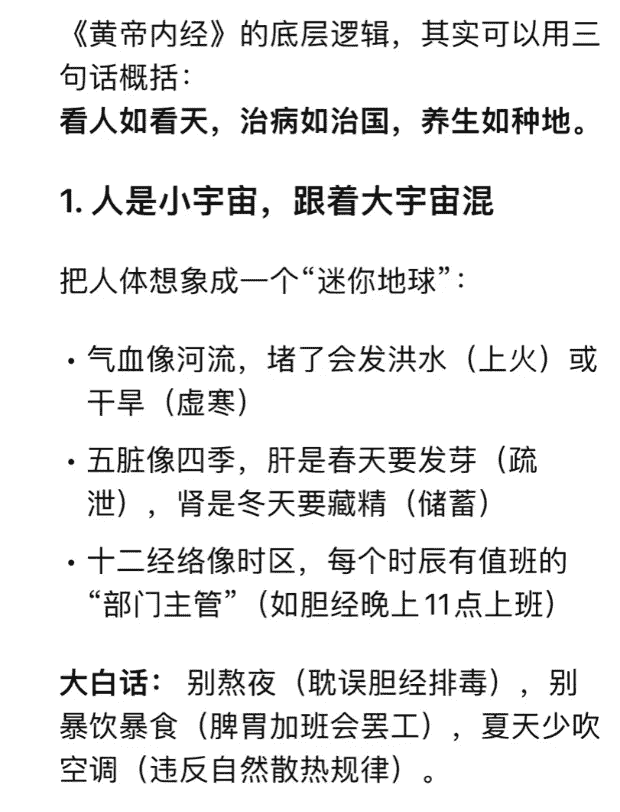 《黄帝内经》的底层逻辑，其实可以用三
句话概括：
看人如看天，治病如治国，养生如种地。
1. 人是小宇宙，跟着大宇宙混
把人体想象成一个“迷你地球”：
• 气血像河流，堵了会发洪水（上火）或
干旱（虚寒）
• 五脏像四季，肝是春天要发芽（疏
泄），肾是冬天要藏精（储蓄）
• 十二经络像时区，每个时辰有值班的
“部门主管”（如胆经晚上11点上班）
大白话： 别熬夜（耽误胆经排毒），别
暴饮暴食（脾胃加班会罢工），夏天少吹
空调（违反自然散热规律）。